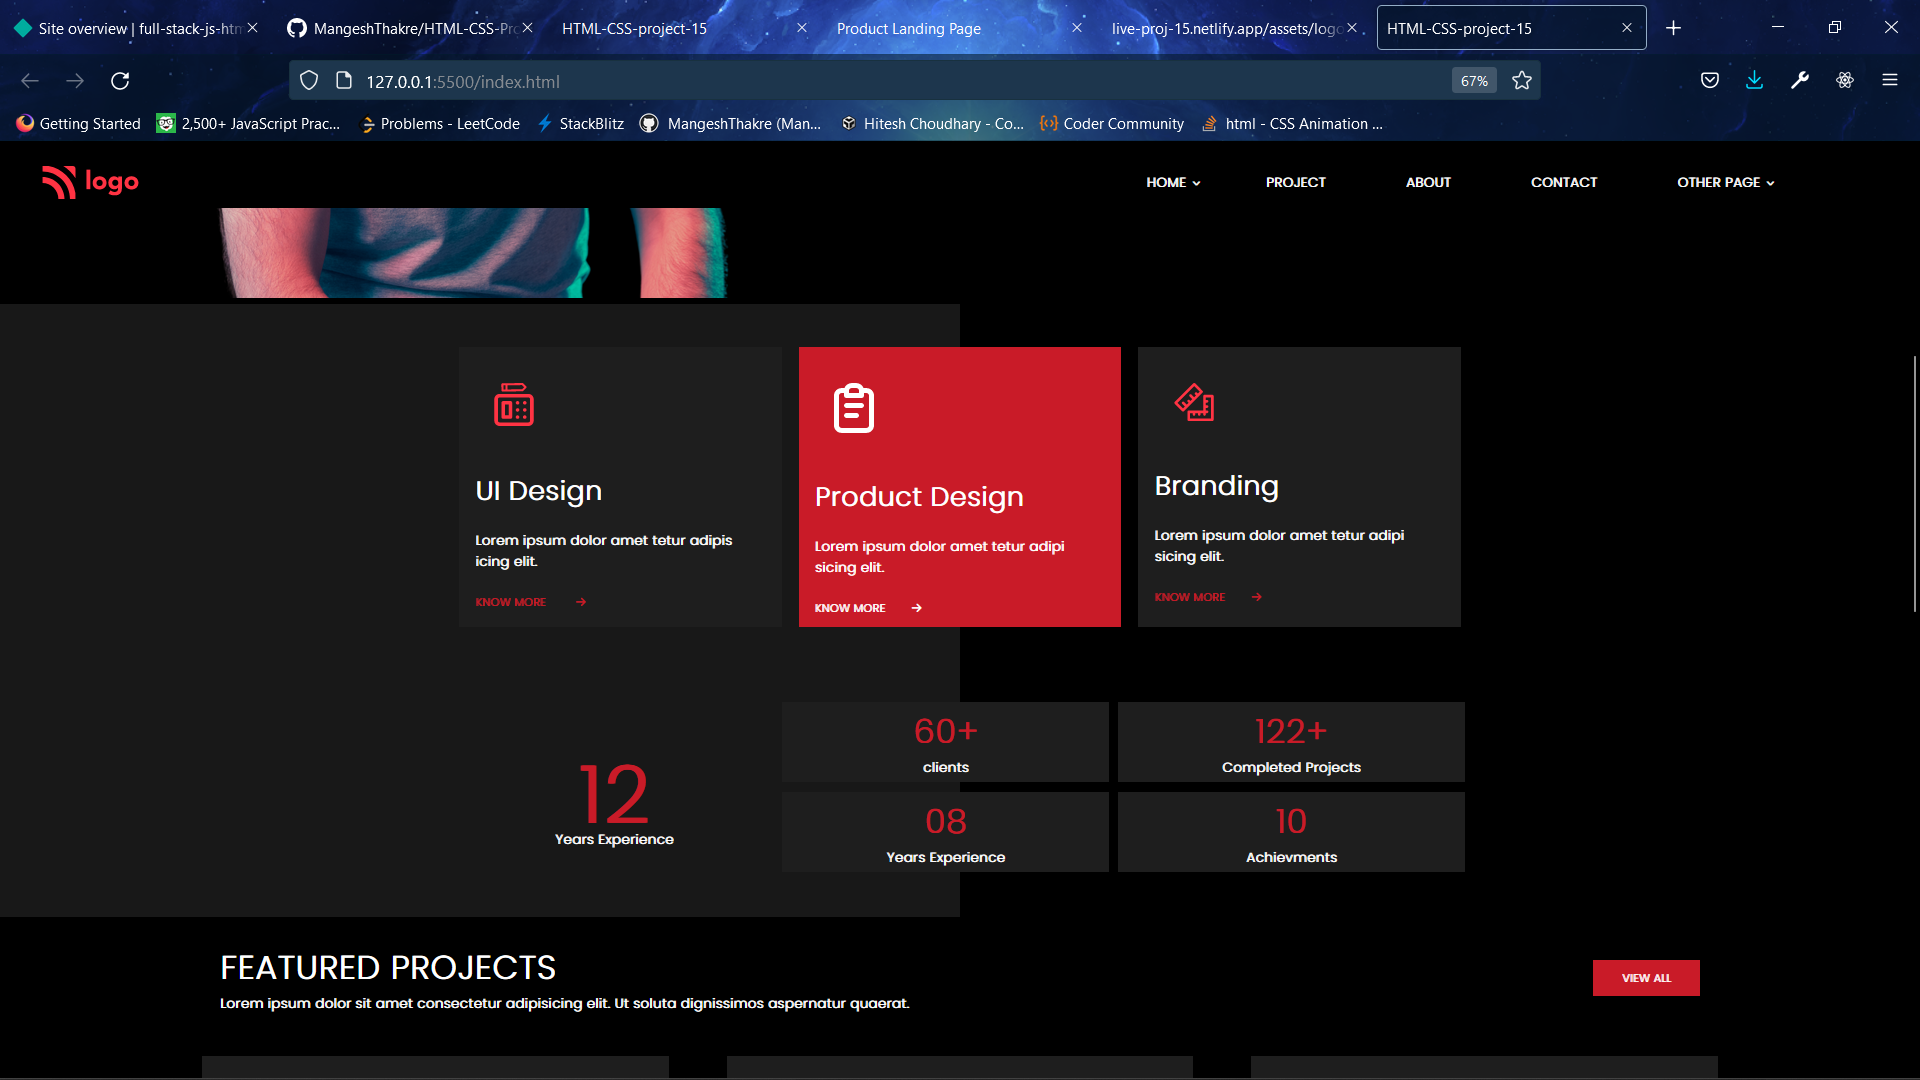 Site overview | full-stack-js-htm
MangeshThakre/HTML-CSS-Pro
HTML-CSS-project-15
Product Landing Page
live-proj-15.netlify.app/assets/logo
HTML-CSS-project-15
127.0.0.1:5500/index.html
67%
Getting Started
2,500+ JavaScript Prac...
Problems - LeetCode
StackBlitz
MangeshThakre (Man...
Hitesh Choudhary - Co...
Coder Community
html - CSS Animation ...
logo
HOME
PROJECT
ABOUT
CONTACT
OTHER PAGE
UI Design
Lorem ipsum dolor amet tetur adipis
icing elit.
KNOW MORE
Product Design
Lorem ipsum dolor amet tetur adipi
sicing elit.
KNOW MORE
Branding
Lorem ipsum dolor amet tetur adipi
sicing elit.
KNOW MORE
12
Years Experience
60+
clients
122+
Completed Projects
08
Years Experience
10
Achievments
FEATURED PROJECTS
Lorem ipsum dolor sit amet consectetur adipisicing elit. Ut soluta dignissimos aspernatur quaerat.
VIEW ALL